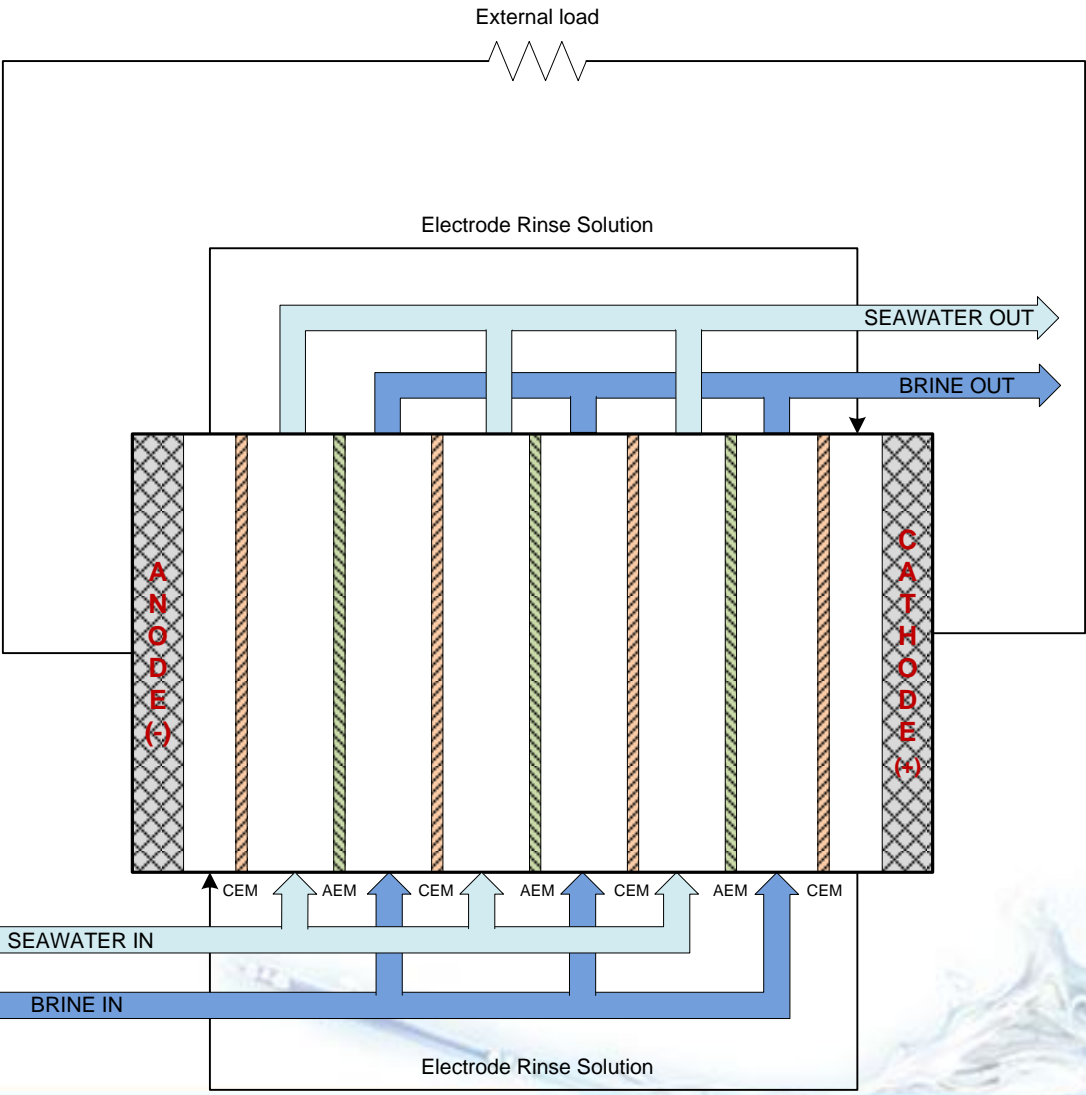 External load
Electrode Rinse Solution
SEAWATER OUT
BRINE OUT
ANODE (-)
CATHODE (+)
CEM
AEM
CEM
AEM
CEM
AEM
CEM
SEAWATER IN
BRINE IN
Electrode Rinse Solution